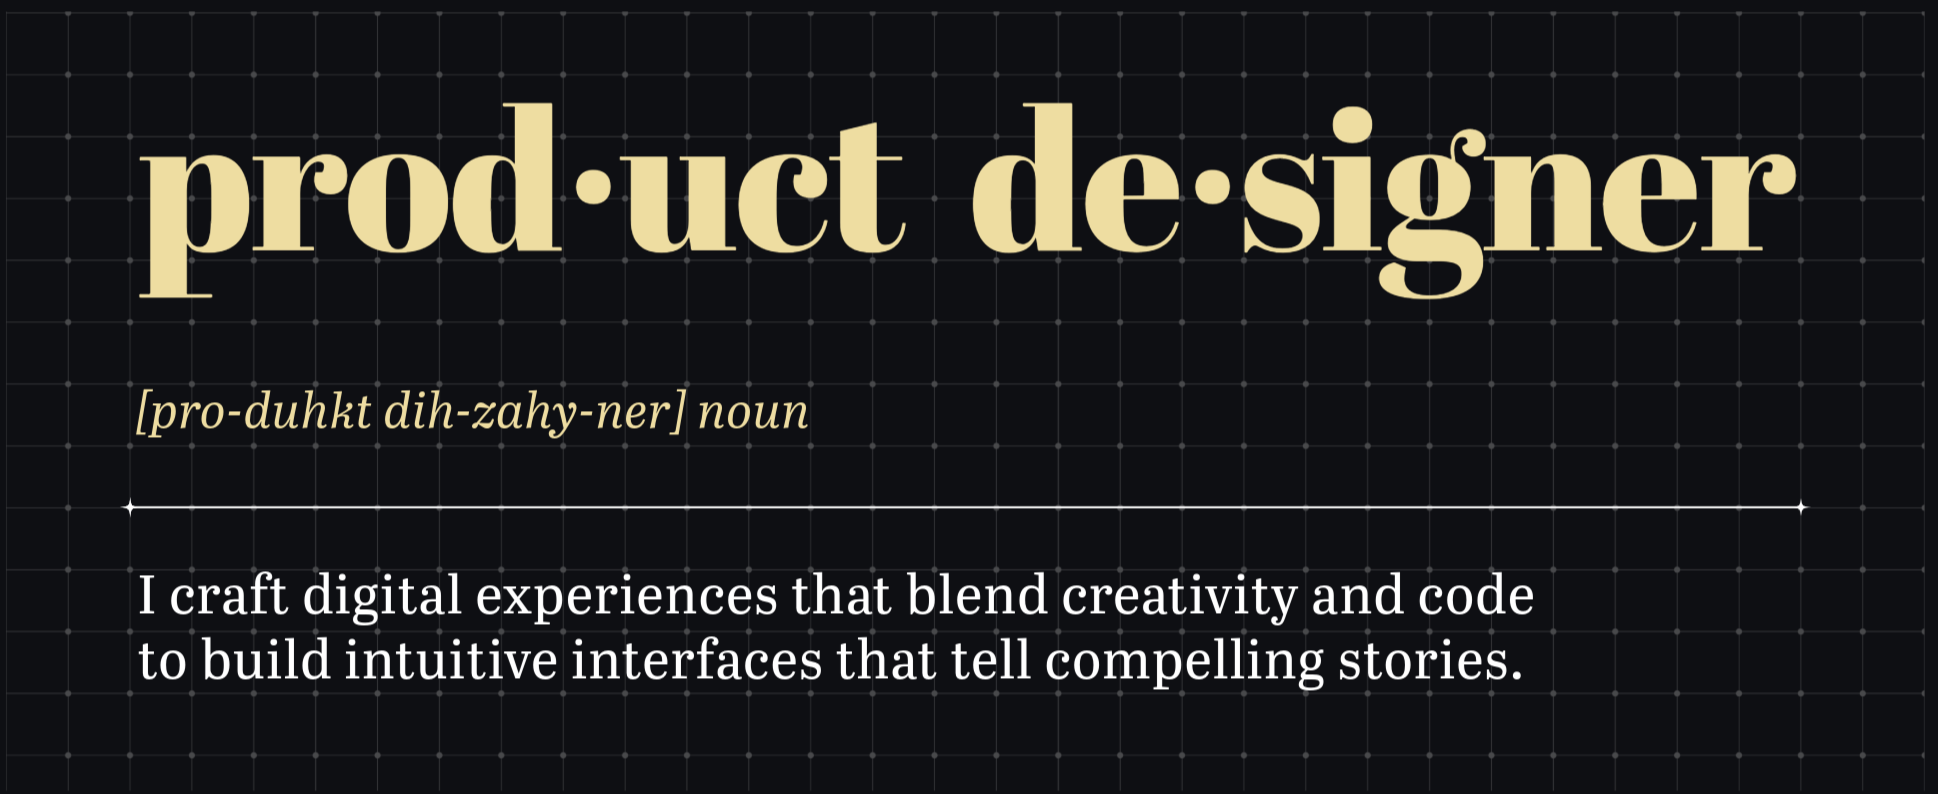 prod·uct de·signer
[pro-duhkt dih-zahy-ner] noun
I craft digital experiences that blend creativity and code
to build intuitive interfaces that tell compelling stories.